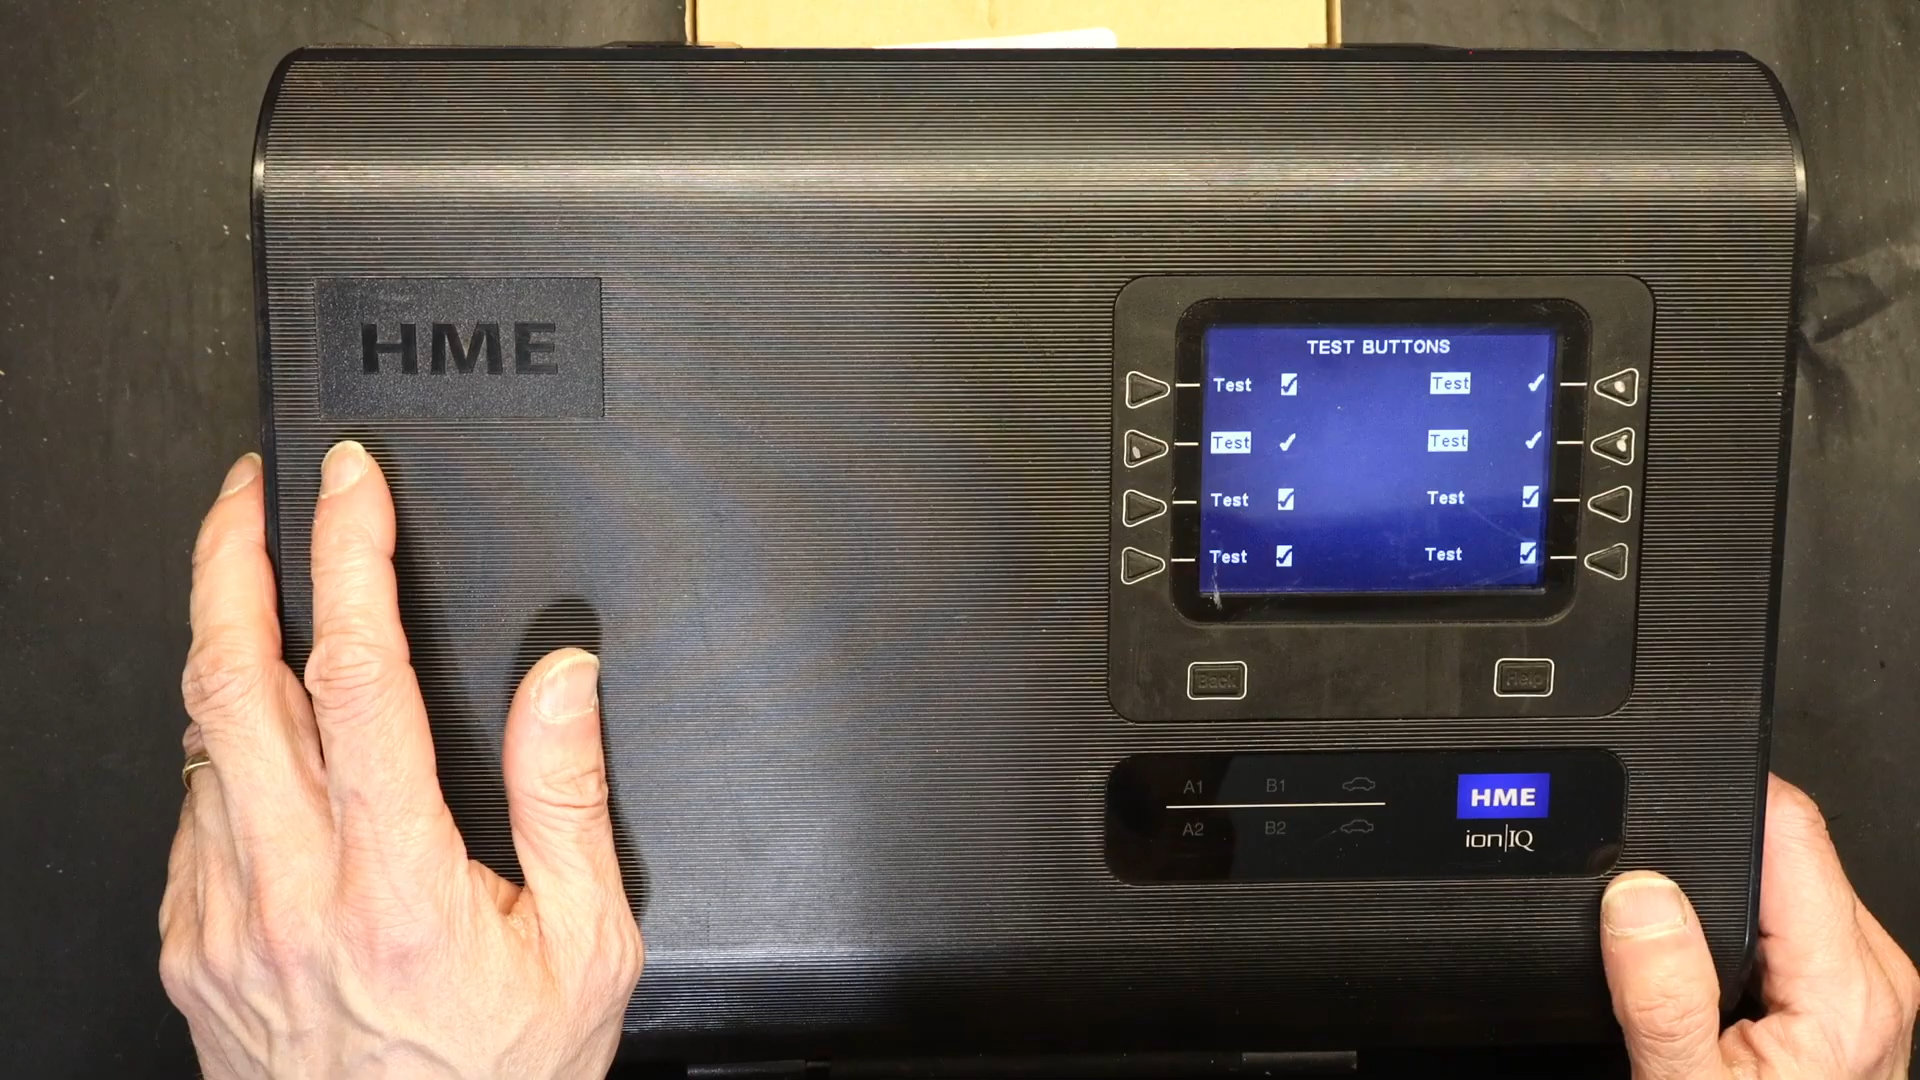 HME
TEST BUTTONS
Test Test
Test Test
Test Test
Test Test
Back Help
A1 B1
A2 B2
HME
ion|IQ